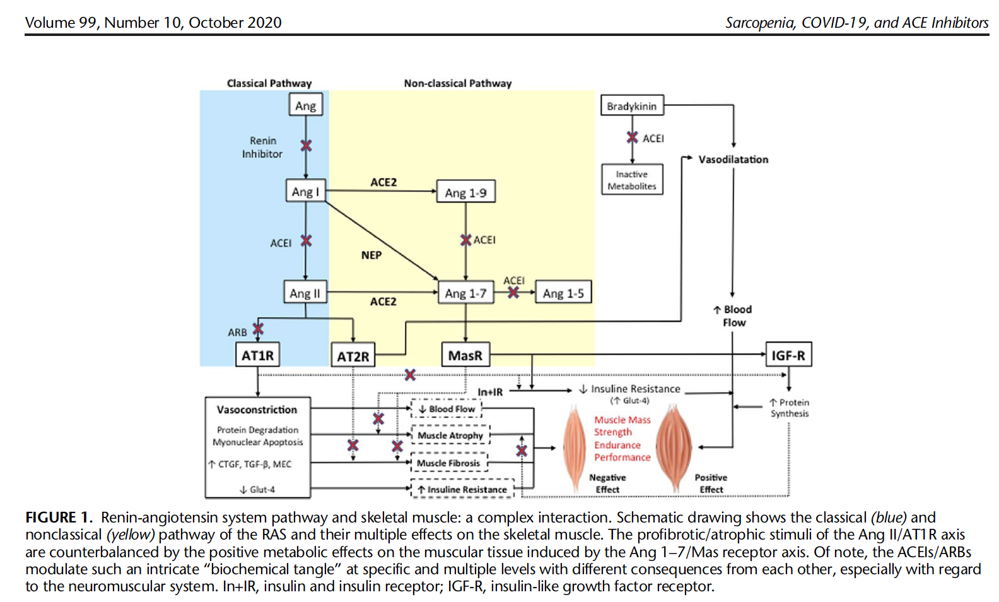 Volume 99, Number 10, October 2020
Sarcopenia, COVID-19, and ACE Inhibitors
Classical Pathway
Non-classical Pathway
Ang
Renin
Inhibitor
Ang I
ACE2
Ang 1-9
ACEI
NEP
ACEI
Ang II
ACE2
Ang 1-7
ACEI
Ang 1-5
ARB
AT1R
AT2R
MasR
IGF-R
Bradykinin
ACEI
Inactive
Metabolites
Vasodilatation
↑ Blood
Flow
In+IR
↓ Insuline Resistance
(↑ Glut-4)
↑ Protein
Synthesis
Vasoconstriction
Protein Degradation
Myonuclear Apoptosis
↑ CTGF, TGF-β, MEC
↓ Glut-4
↓ Blood Flow
Muscle Atrophy
Muscle Fibrosis
↑ Insuline Resistance
Muscle Mass
Strength
Endurance
Performance
Negative
Effect
Positive
Effect
FIGURE 1. Renin-angiotensin system pathway and skeletal muscle: a complex interaction. Schematic drawing shows the classical (blue) and
nonclassical (yellow) pathway of the RAS and their multiple effects on the skeletal muscle. The profibrotic/atrophic stimuli of the Ang II/AT1R axis
are counterbalanced by the positive metabolic effects on the muscular tissue induced by the Ang 1–7/Mas receptor axis. Of note, the ACEIs/ARBs
modulate such an intricate “biochemical tangle” at specific and multiple levels with different consequences from each other, especially with regard
to the neuromuscular system. In+IR, insulin and insulin receptor; IGF-R, insulin-like growth factor receptor.